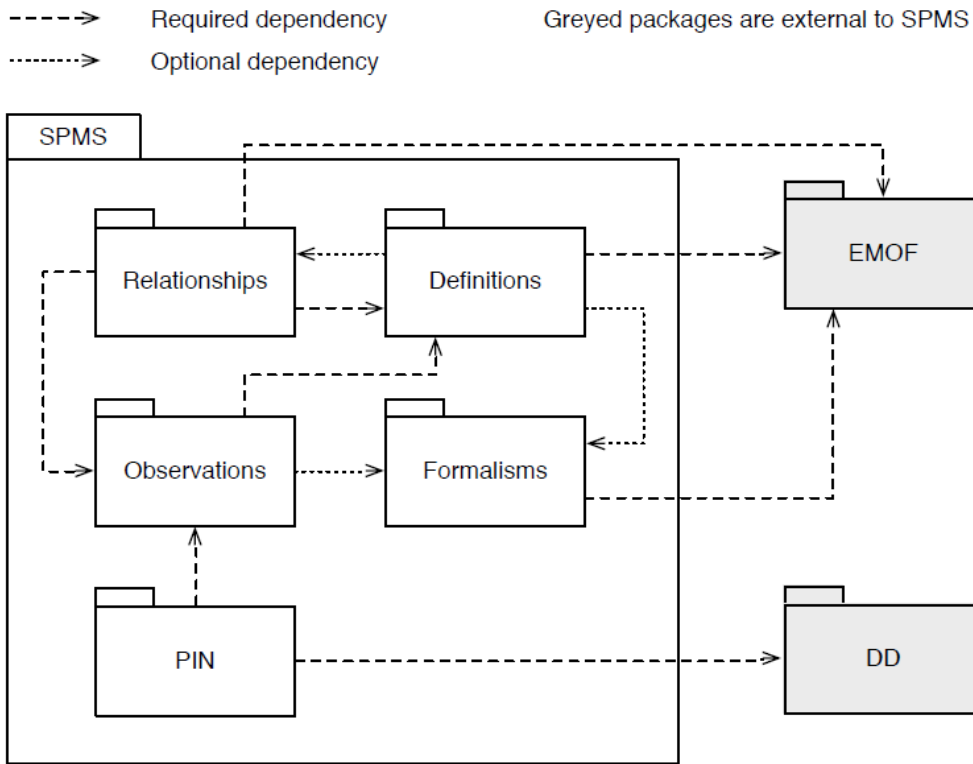 Required dependency
Greyed packages are external to SPMS
Optional dependency
SPMS
Relationships
Definitions
EMOF
Observations
Formalisms
PIN
DD